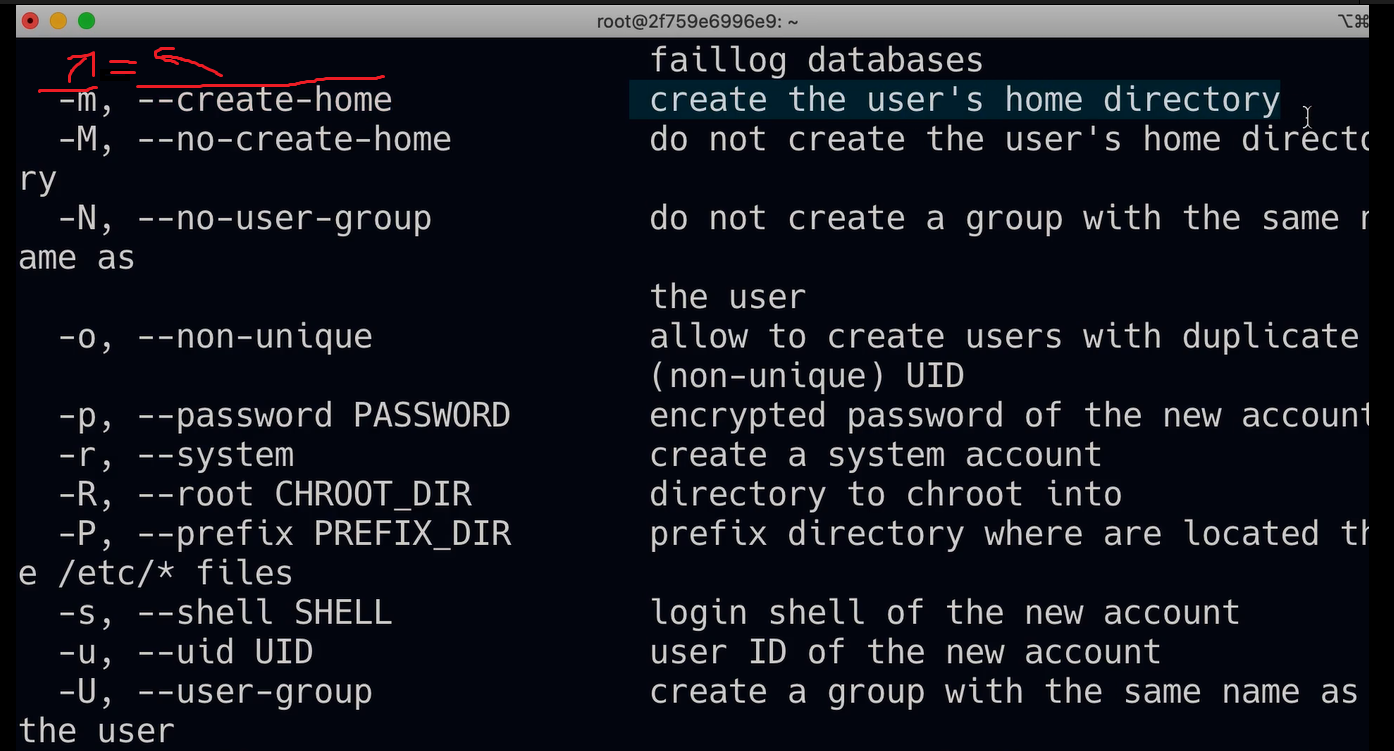 root@2f759e6996e9: ~ ⌥⌘
faillog databases
-m, --create-home create the user's home directory
-M, --no-create-home do not create the user's home directo
ry
-N, --no-user-group do not create a group with the same n
ame as
the user
-o, --non-unique allow to create users with duplicate
(non-unique) UID
-p, --password PASSWORD encrypted password of the new account
-r, --system create a system account
-R, --root CHROOT_DIR directory to chroot into
-P, --prefix PREFIX_DIR prefix directory where are located th
e /etc/* files
-s, --shell SHELL login shell of the new account
-u, --uid UID user ID of the new account
-U, --user-group create a group with the same name as
the user